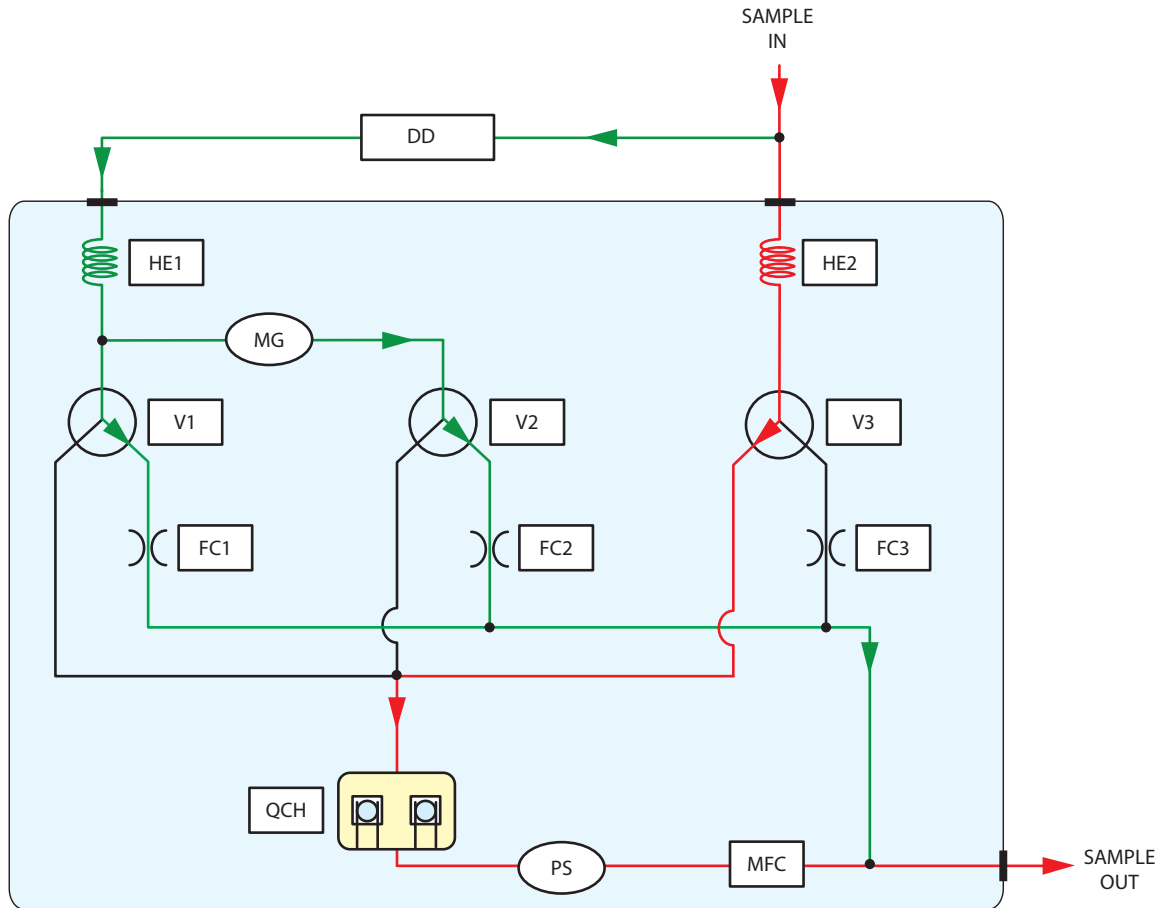 SAMPLE
IN
DD
HE1
HE2
MG
V1
V2
V3
FC1
FC2
FC3
QCH
PS
MFC
SAMPLE
OUT